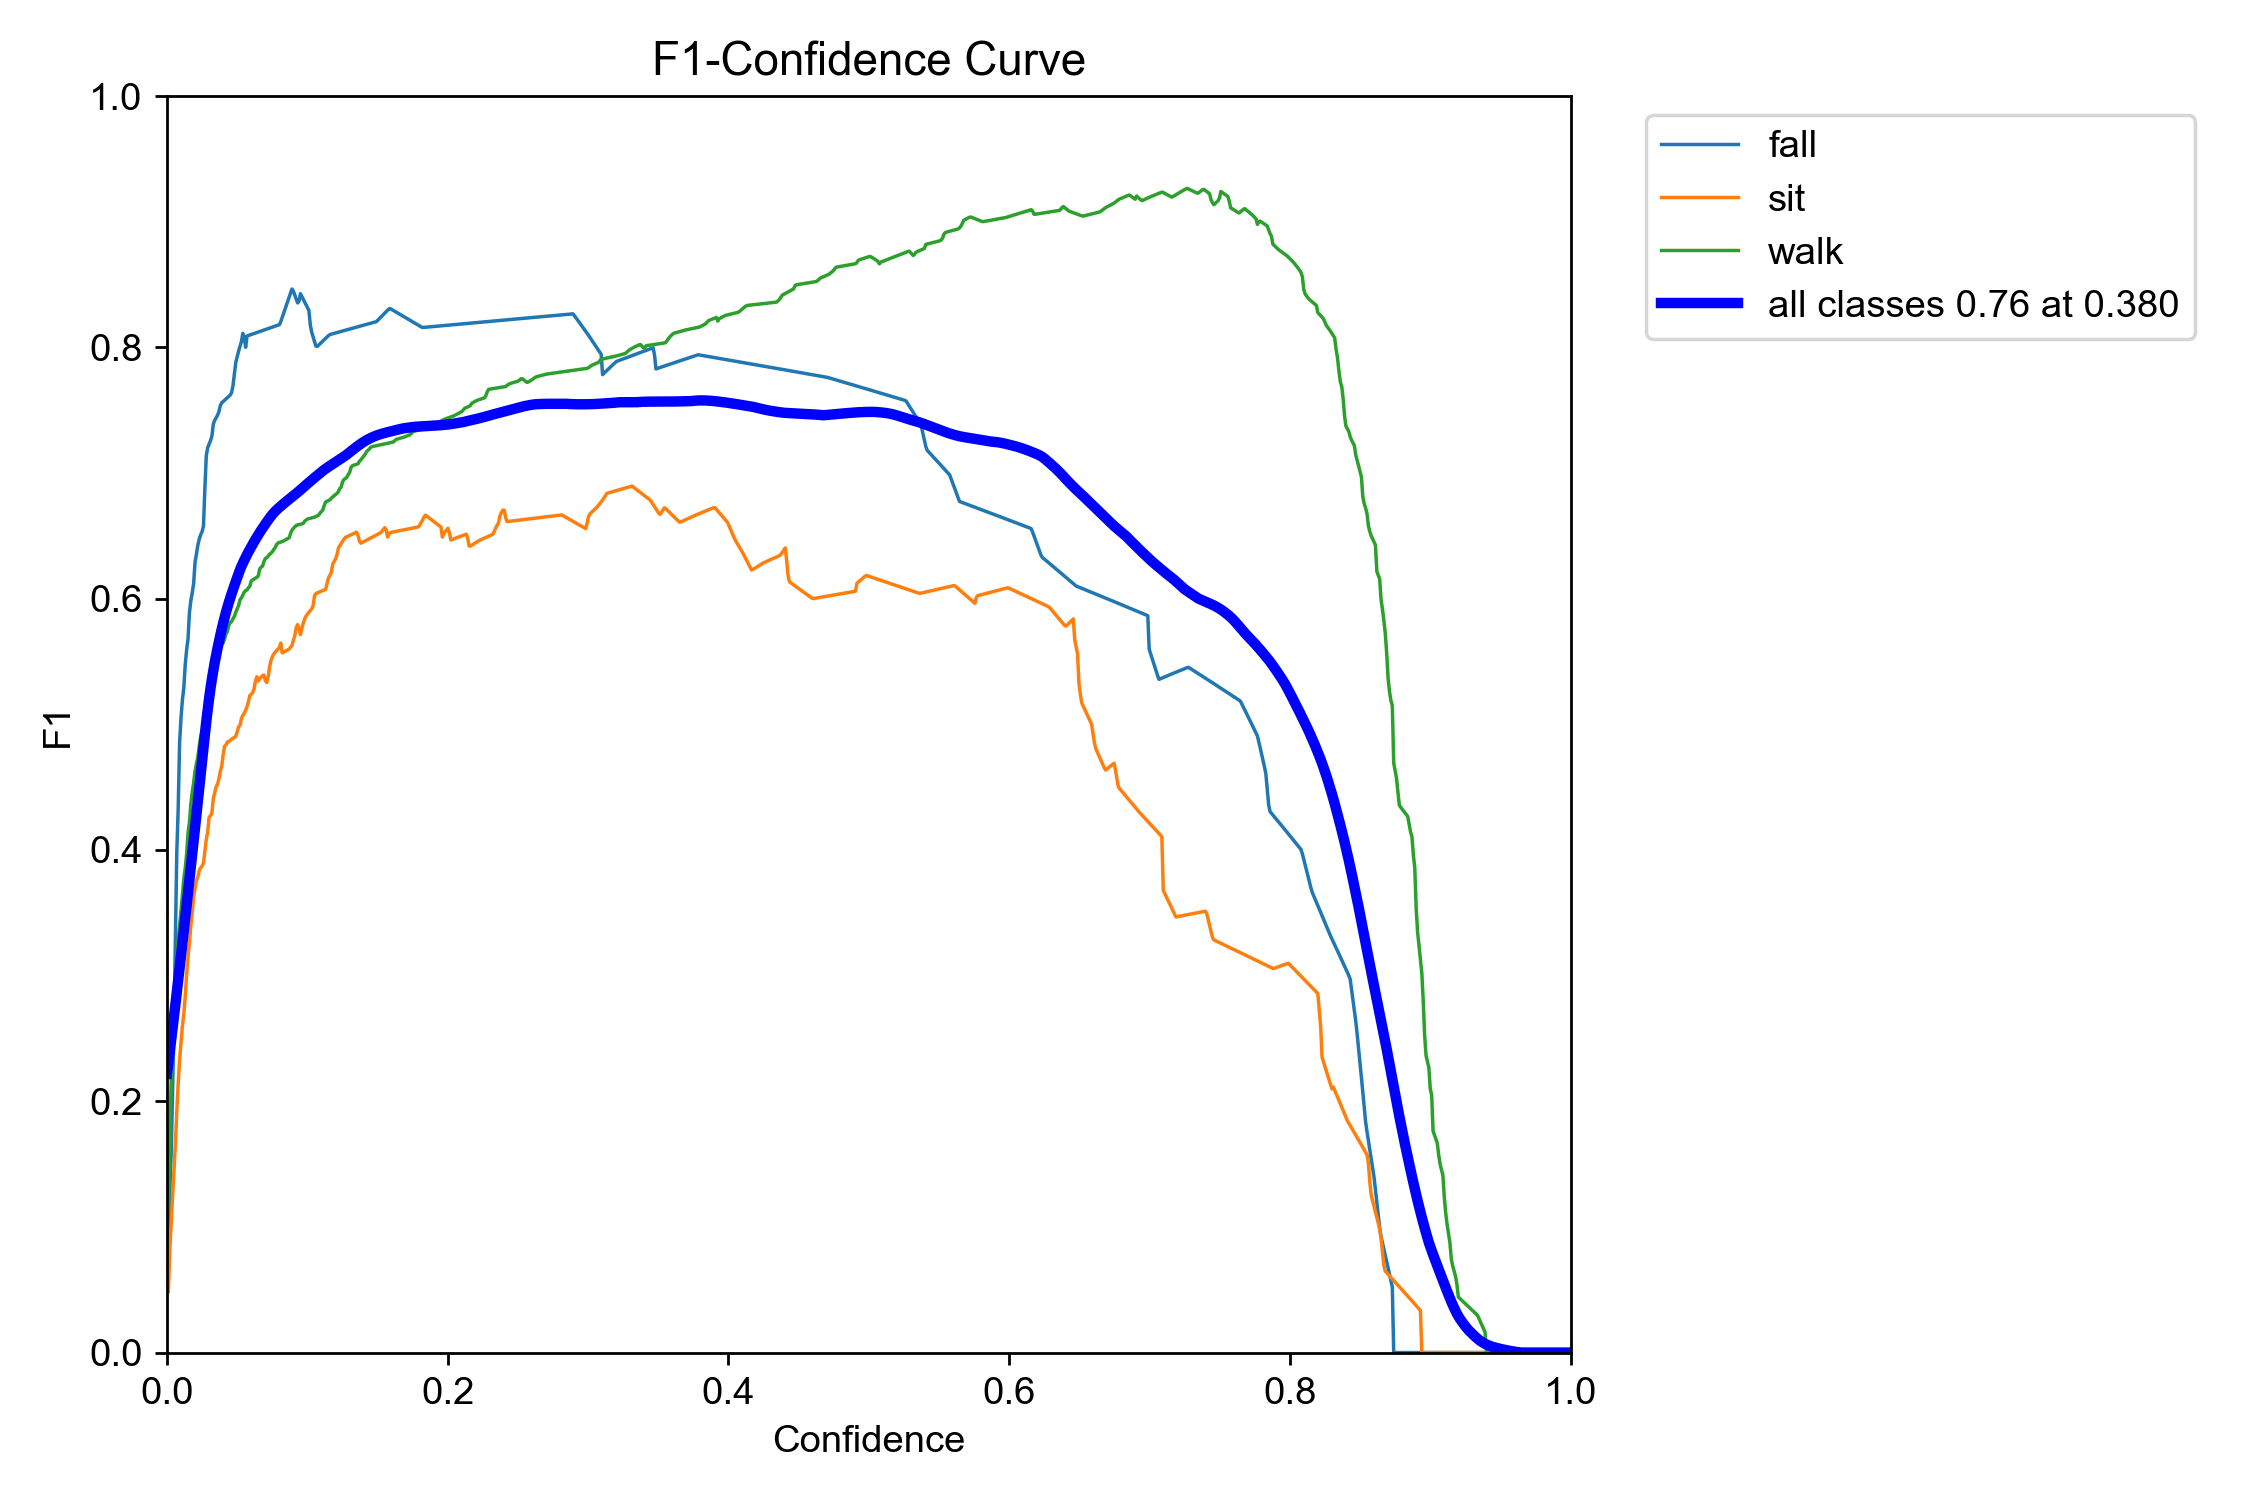 F1-Confidence Curve
1.0
0.8
0.6
0.4
0.2
0.0
F1
0.0 0.2 0.4 0.6 0.8 1.0
Confidence
fall
sit
walk
all classes 0.76 at 0.380